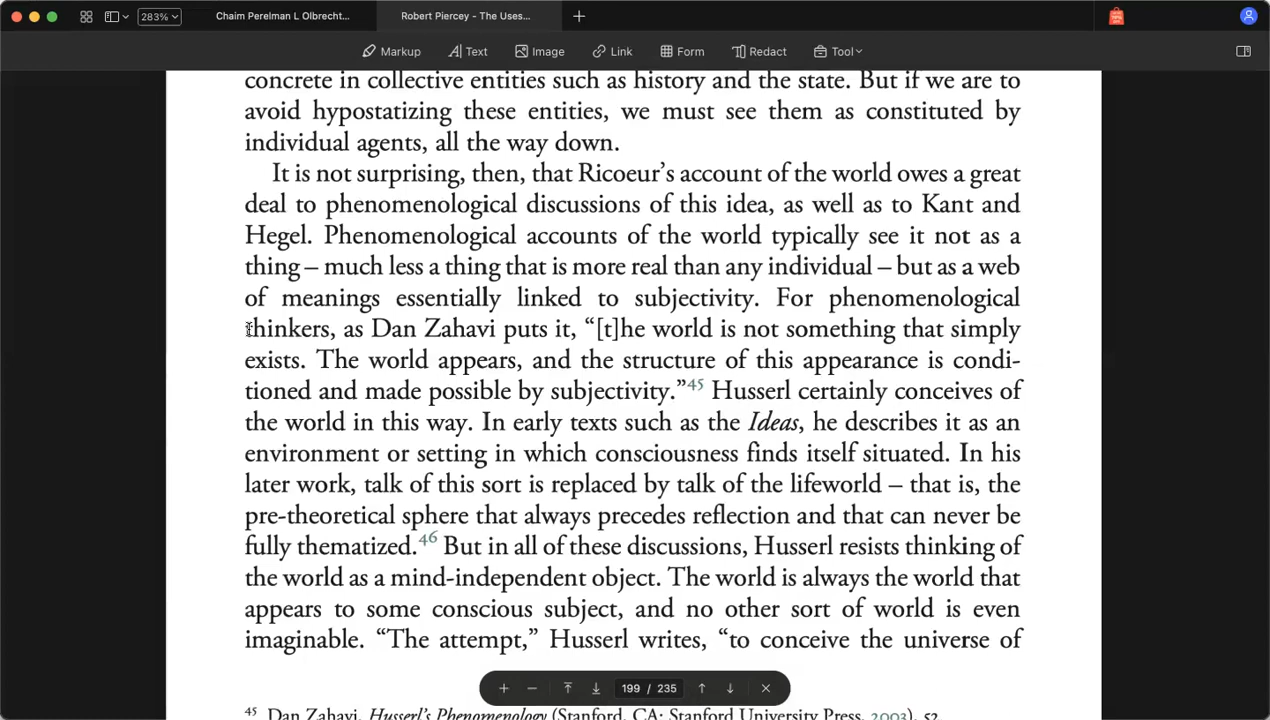 283%
Chaim Perelman L Olbrecht...
Robert Piercey - The Uses...
Markup
Text
Image
Link
Form
Redact
Tool
concrete in collective entities such as history and the state. But if we are to
avoid hypostatizing these entities, we must see them as constituted by
individual agents, all the way down.
It is not surprising, then, that Ricoeur’s account of the world owes a great
deal to phenomenological discussions of this idea, as well as to Kant and
Hegel. Phenomenological accounts of the world typically see it not as a
thing – much less a thing that is more real than any individual – but as a web
of meanings essentially linked to subjectivity. For phenomenological
thinkers, as Dan Zahavi puts it, “[t]he world is not something that simply
exists. The world appears, and the structure of this appearance is condi-
tioned and made possible by subjectivity.”45 Husserl certainly conceives of
the world in this way. In early texts such as the Ideas, he describes it as an
environment or setting in which consciousness finds itself situated. In his
later work, talk of this sort is replaced by talk of the lifeworld – that is, the
pre-theoretical sphere that always precedes reflection and that can never be
fully thematized.46 But in all of these discussions, Husserl resists thinking of
the world as a mind-independent object. The world is always the world that
appears to some conscious subject, and no other sort of world is even
imaginable. “The attempt,” Husserl writes, “to conceive the universe of
199 / 235
45 Dan Zahavi, Husserl’s Phenomenology (Stanford, CA: Stanford University Press, 2003), 52.